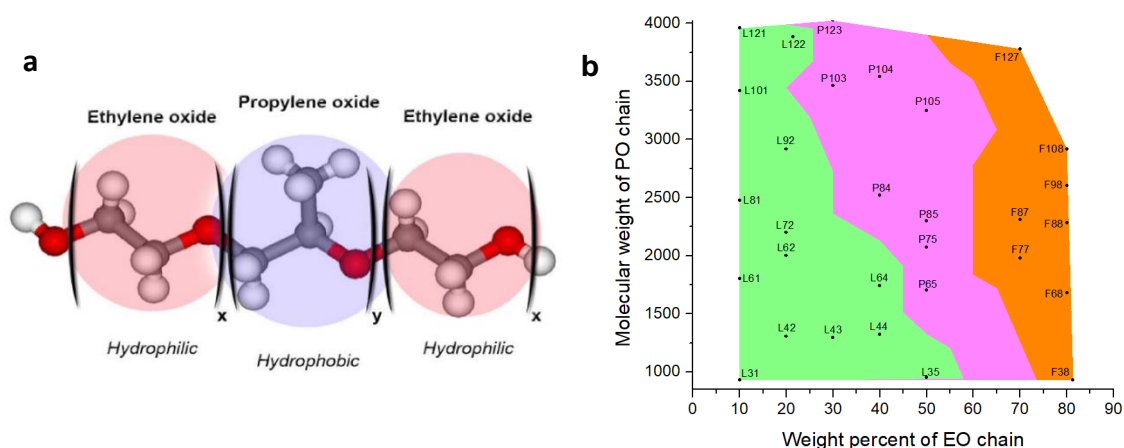 a
Ethylene oxide
Propylene oxide
Ethylene oxide
x
y
x
Hydrophilic
Hydrophobic
Hydrophilic
b
Molecular weight of PO chain
4000
3500
3000
2500
2000
1500
1000
L121
L122
P123
F127
L101
P103
P104
P105
L92
F108
F98
L81
P84
L72
P85
F87
F88
L62
P75
F77
L61
L64
P65
F68
L42
L43
L44
L31
L35
F38
0 10 20 30 40 50 60 70 80 90
Weight percent of EO chain